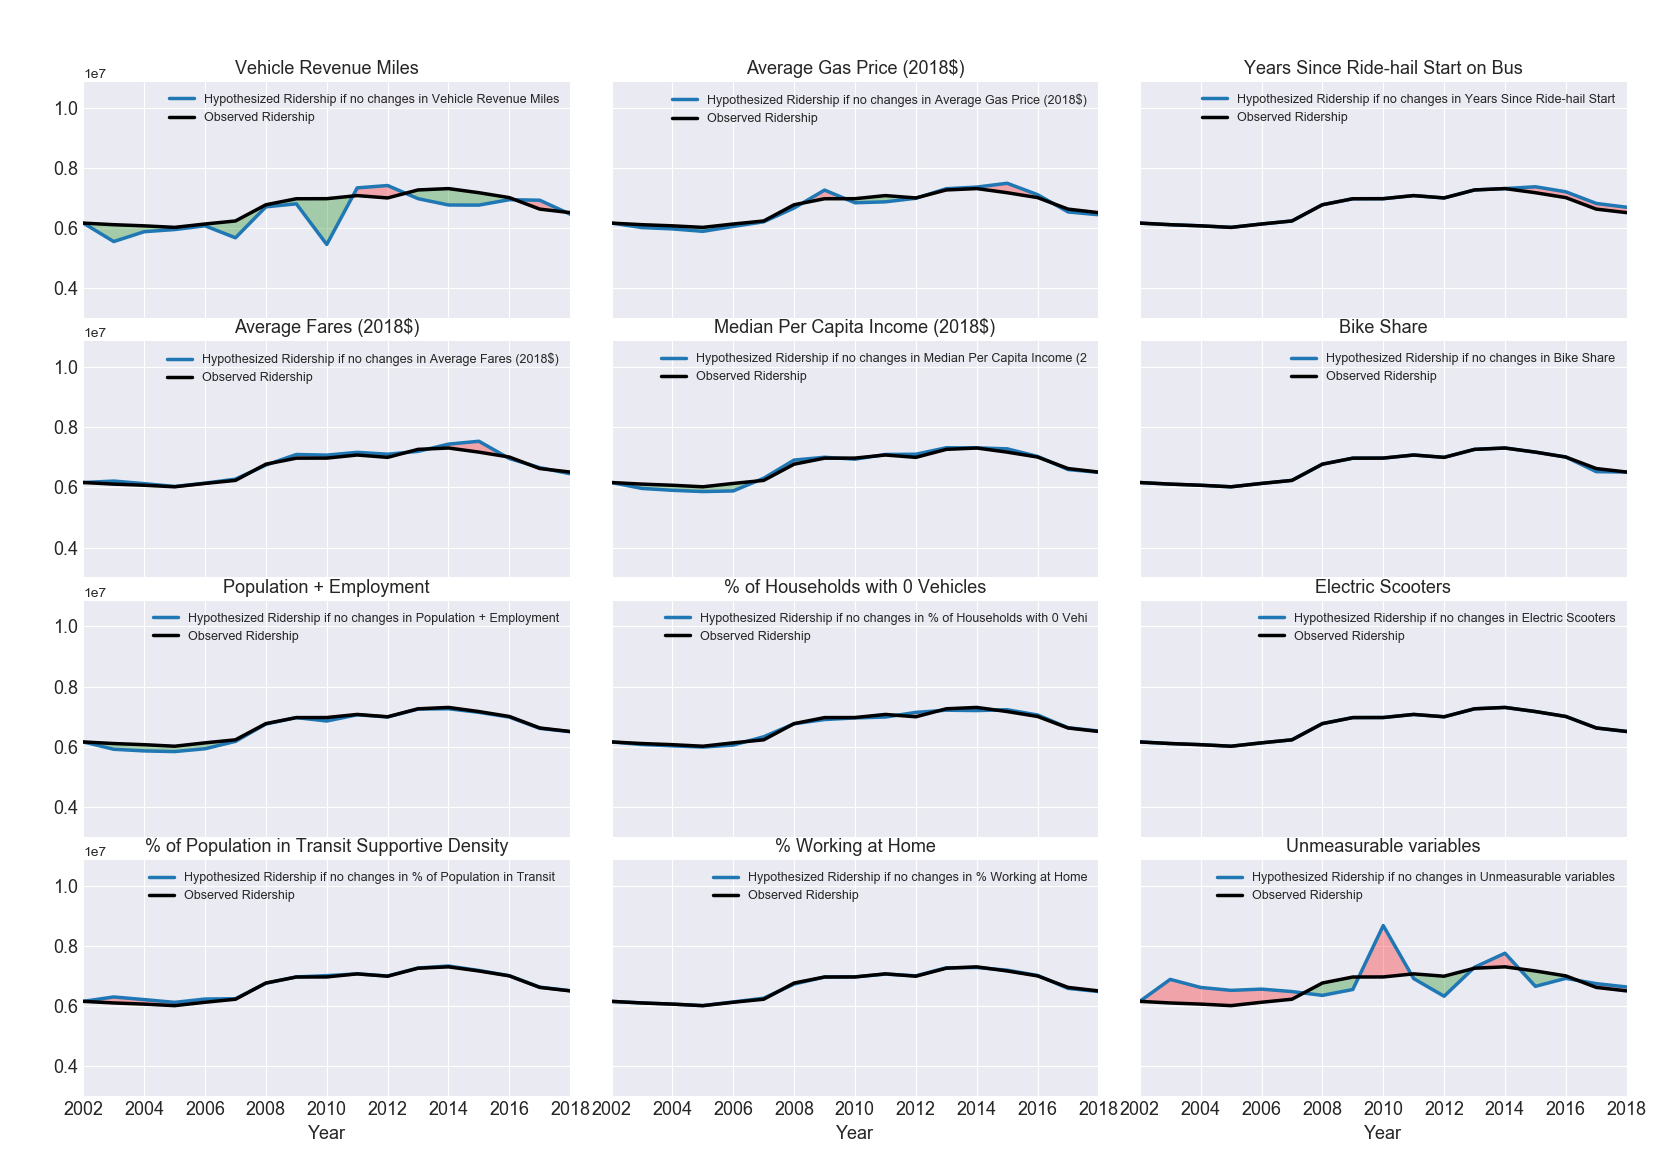 Vehicle Revenue Miles
1e7
Hypothesized Ridership if no changes in Vehicle Revenue Miles
Observed Ridership
1.0
0.8
0.6
0.4
Average Gas Price (2018$)
Hypothesized Ridership if no changes in Average Gas Price (2018$)
Observed Ridership
Years Since Ride-hail Start on Bus
Hypothesized Ridership if no changes in Years Since Ride-hail Start
Observed Ridership
Average Fares (2018$)
1e7
Hypothesized Ridership if no changes in Average Fares (2018$)
Observed Ridership
1.0
0.8
0.6
0.4
Median Per Capita Income (2018$)
Hypothesized Ridership if no changes in Median Per Capita Income (2
Observed Ridership
Bike Share
Hypothesized Ridership if no changes in Bike Share
Observed Ridership
Population + Employment
1e7
Hypothesized Ridership if no changes in Population + Employment
Observed Ridership
1.0
0.8
0.6
0.4
% of Households with 0 Vehicles
Hypothesized Ridership if no changes in % of Households with 0 Vehi
Observed Ridership
Electric Scooters
Hypothesized Ridership if no changes in Electric Scooters
Observed Ridership
% of Population in Transit Supportive Density
1e7
Hypothesized Ridership if no changes in % of Population in Transit
Observed Ridership
1.0
0.8
0.6
0.4
2002 2004 2006 2008 2010 2012 2014 2016 2018
Year
% Working at Home
Hypothesized Ridership if no changes in % Working at Home
Observed Ridership
2002 2004 2006 2008 2010 2012 2014 2016 2018
Year
Unmeasurable variables
Hypothesized Ridership if no changes in Unmeasurable variables
Observed Ridership
2002 2004 2006 2008 2010 2012 2014 2016 2018
Year